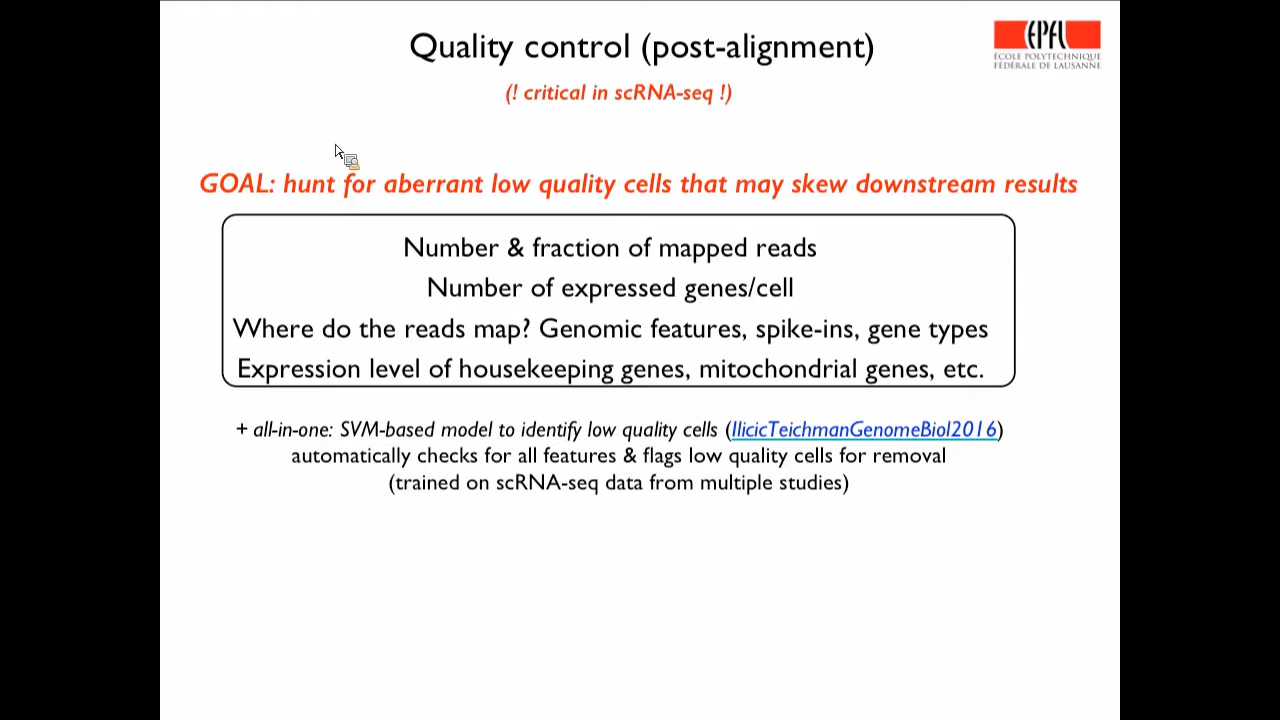 Quality control (post-alignment)
EPFL
ÉCOLE POLYTECHNIQUE
FÉDÉRALE DE LAUSANNE
(! critical in scRNA-seq !)
GOAL: hunt for aberrant low quality cells that may skew downstream results
Number & fraction of mapped reads
Number of expressed genes/cell
Where do the reads map? Genomic features, spike-ins, gene types
Expression level of housekeeping genes, mitochondrial genes, etc.
+ all-in-one: SVM-based model to identify low quality cells (IlicicTeichmanGenomeBiol2016)
automatically checks for all features & flags low quality cells for removal
(trained on scRNA-seq data from multiple studies)